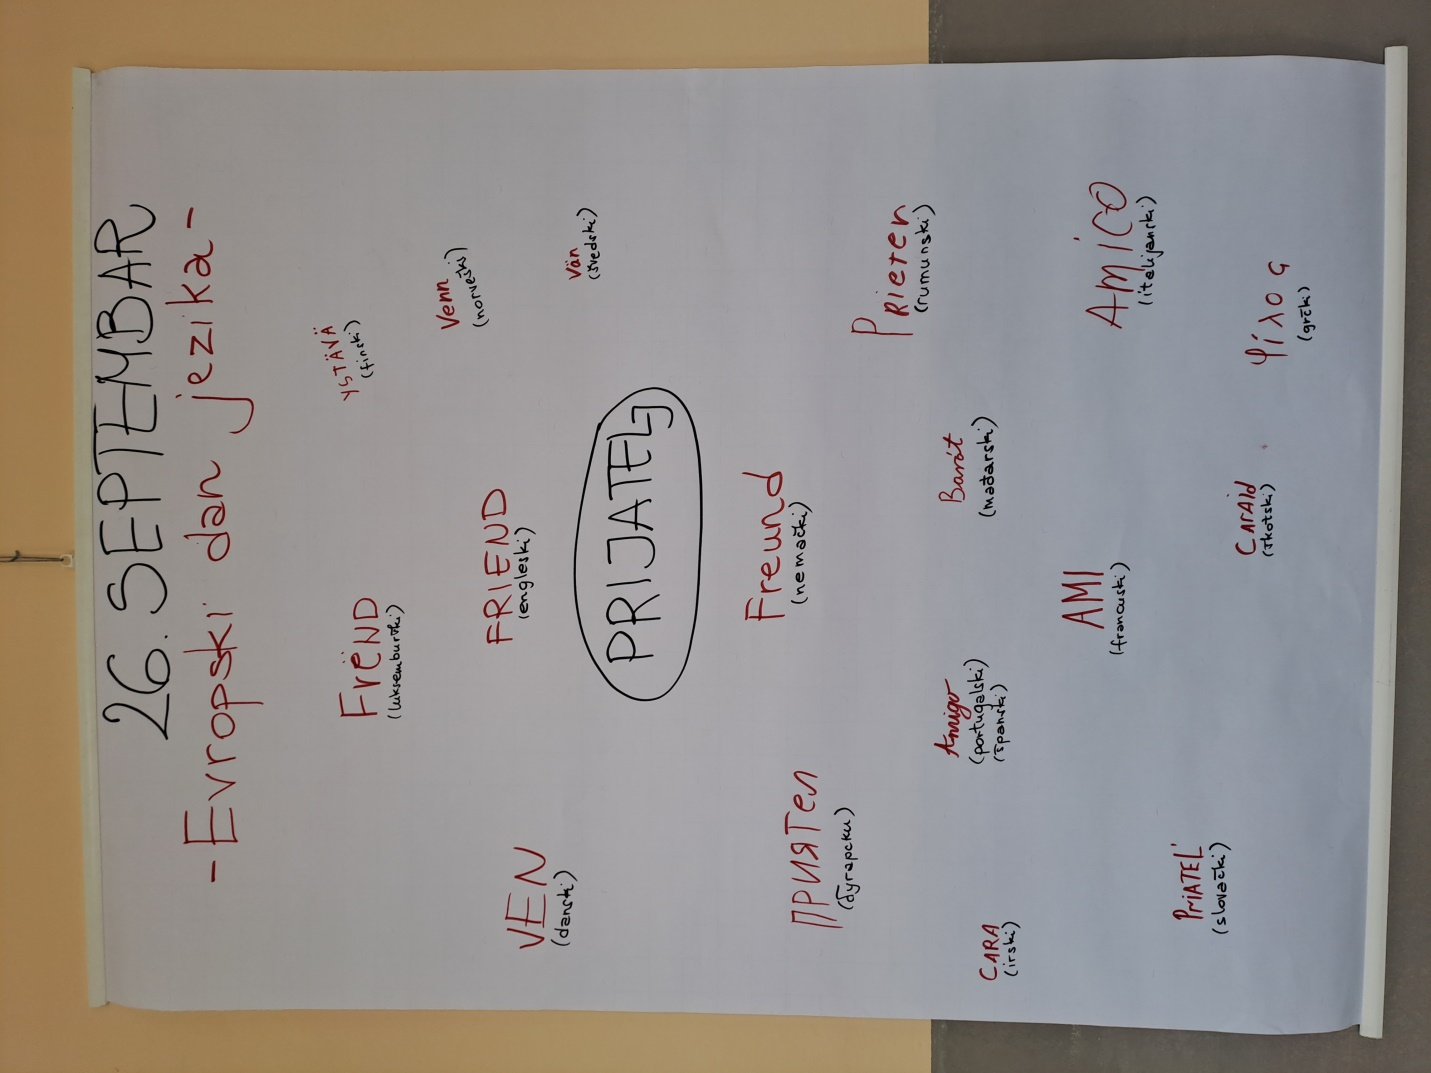 26. SEPTEMBAR
-Evropski dan jezika-
YSTÄVÄ
(finski)
FrëND
(luksemburški)
Venn
(norveški)
FRIEND
(engleski)
VEN
(danski)
Vän
(švedski)
PRIJATELj
Freund
(nemački)
ПРИЯТел
(бугарски)
Prieten
(rumunski)
Barát
(mađarski)
Amigo
(portugalski)
(španski)
CARA
(irski)
AMICO
(italijanski)
AMI
(francuski)
PriATEĽ
(slovački)
φίλος
(grčki)
CArAId
(škotski)